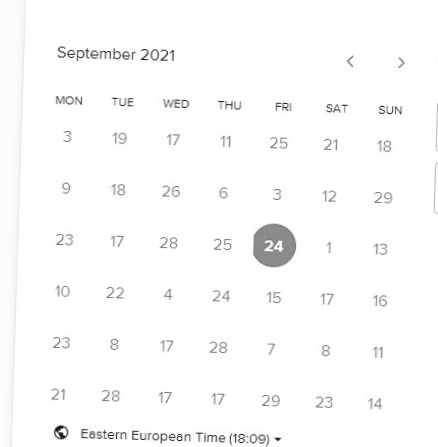 September 2021
MON TUE WED THU FRI SAT SUN
3 19 17 11 25 21 18
9 18 26 6 3 12 29
23 17 28 25 24 1 13
10 22 4 24 15 17 16
23 8 17 28 7 8 11
21 28 17 17 29 23 14
Eastern European Time (18:09)